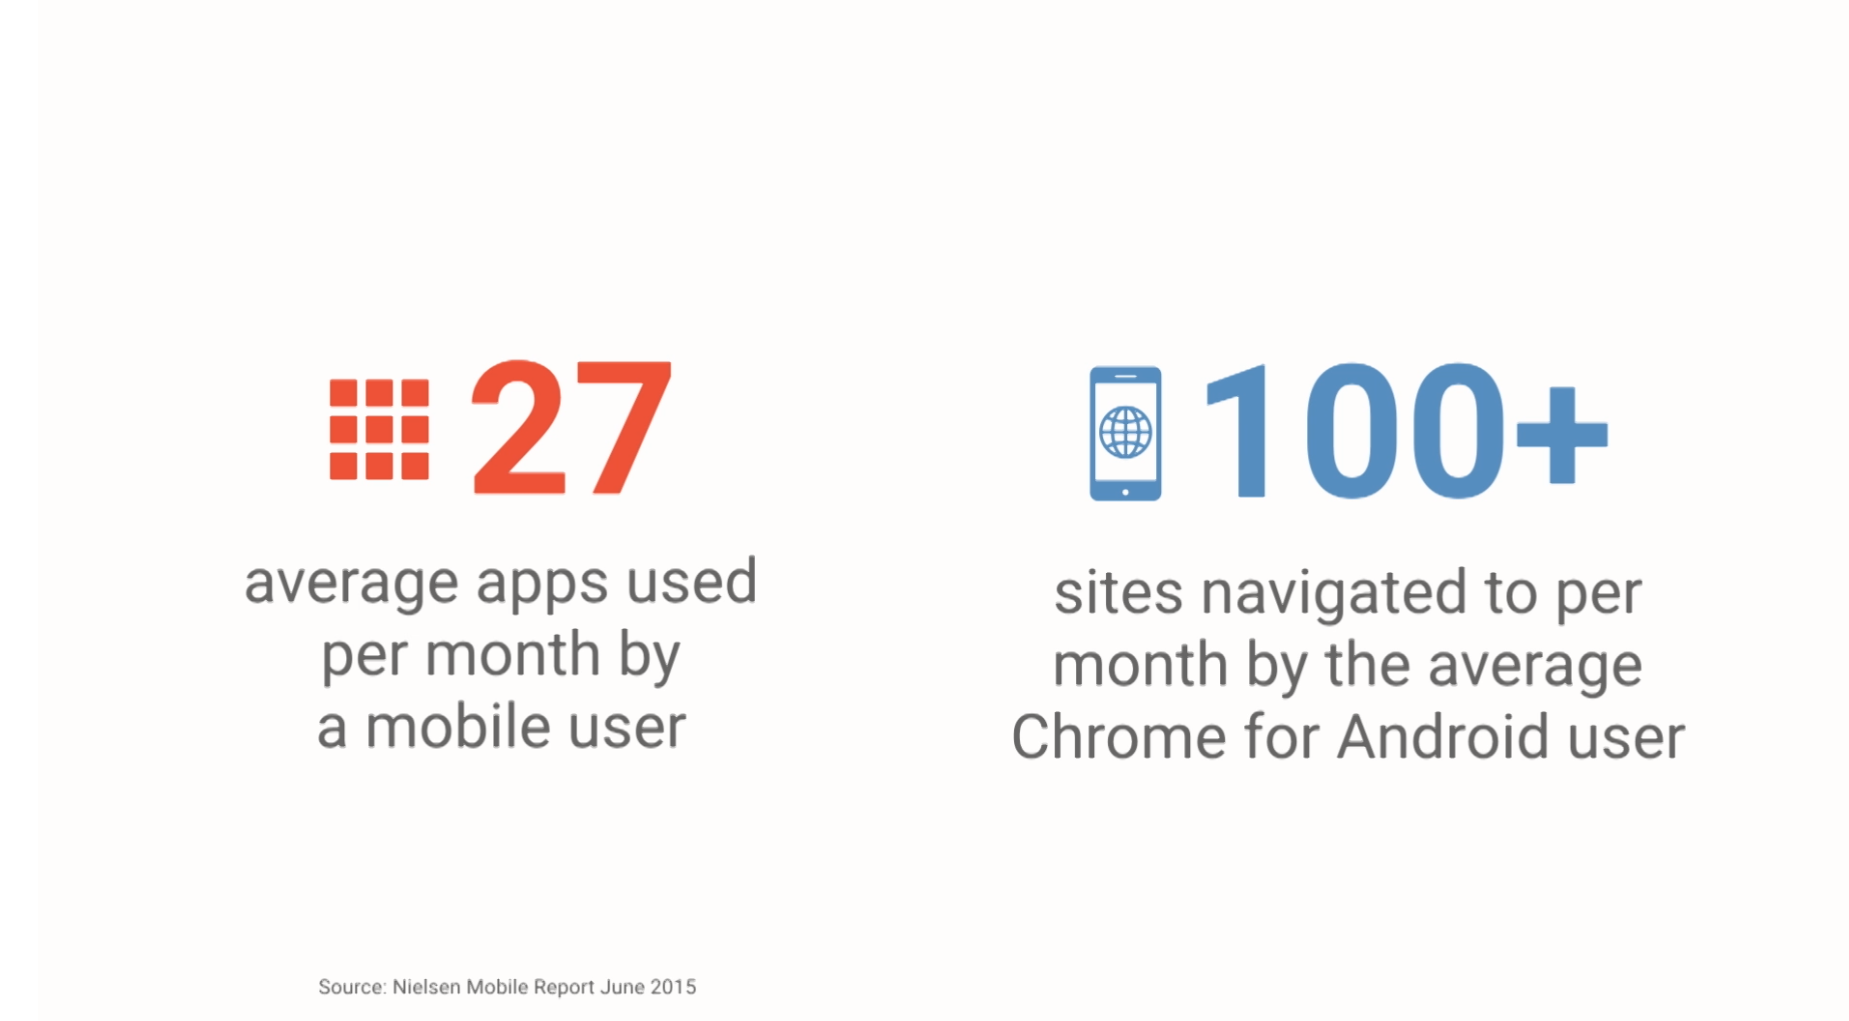 27
average apps used
per month by
a mobile user
100+
sites navigated to per
month by the average
Chrome for Android user
Source: Nielsen Mobile Report June 2015